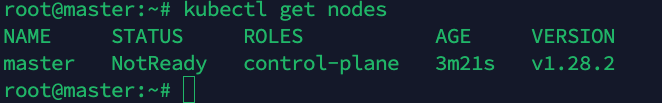 root@master:~# kubectl get nodes
NAME STATUS ROLES AGE VERSION
master NotReady control-plane 3m21s v1.28.2
root@master:~#